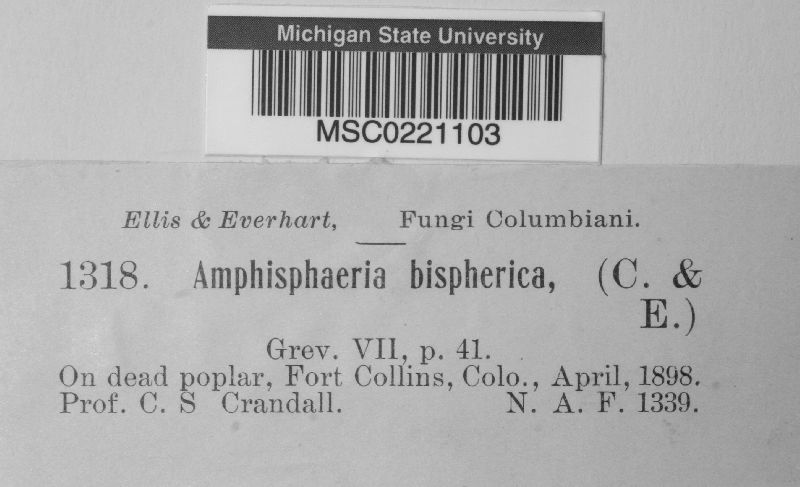 Michigan State University
MSC0221103
Ellis & Everhart, Fungi Columbiani.
1318. Amphisphaeria bispherica, (C. &
E.)
Grev. VII, p. 41.
On dead poplar, Fort Collins, Colo., April, 1898.
Prof. C. S Crandall. N. A. F. 1339.